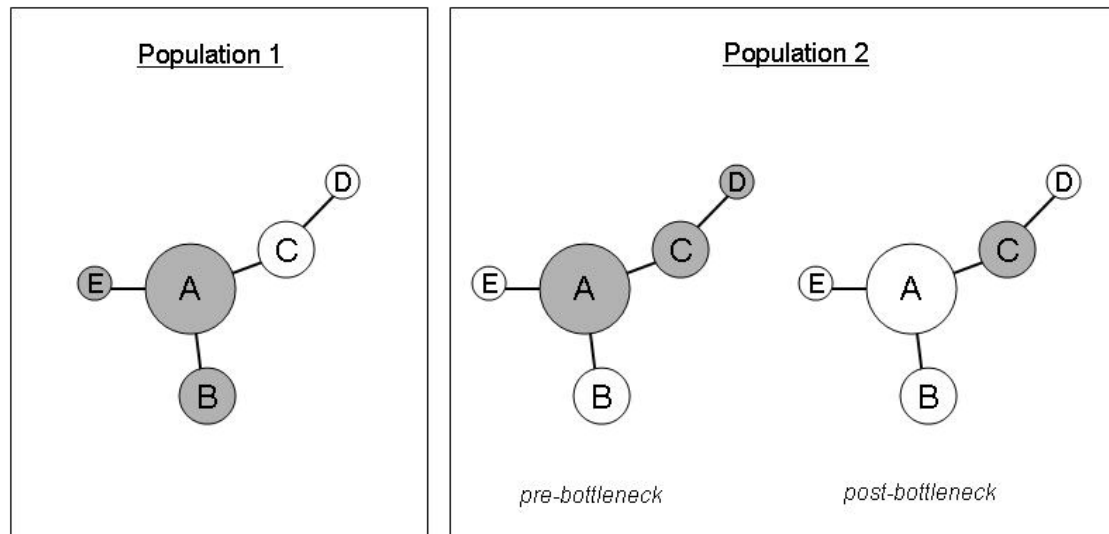 Population 1
D
C
E
A
B
Population 2
D
C
E
A
B
pre-bottleneck
D
C
E
A
B
post-bottleneck